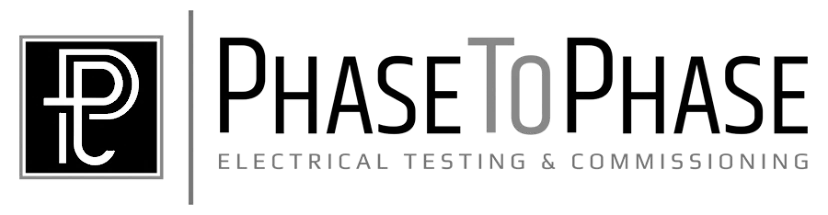 PHASETOPHASE
ELECTRICAL TESTING & COMMISSIONING